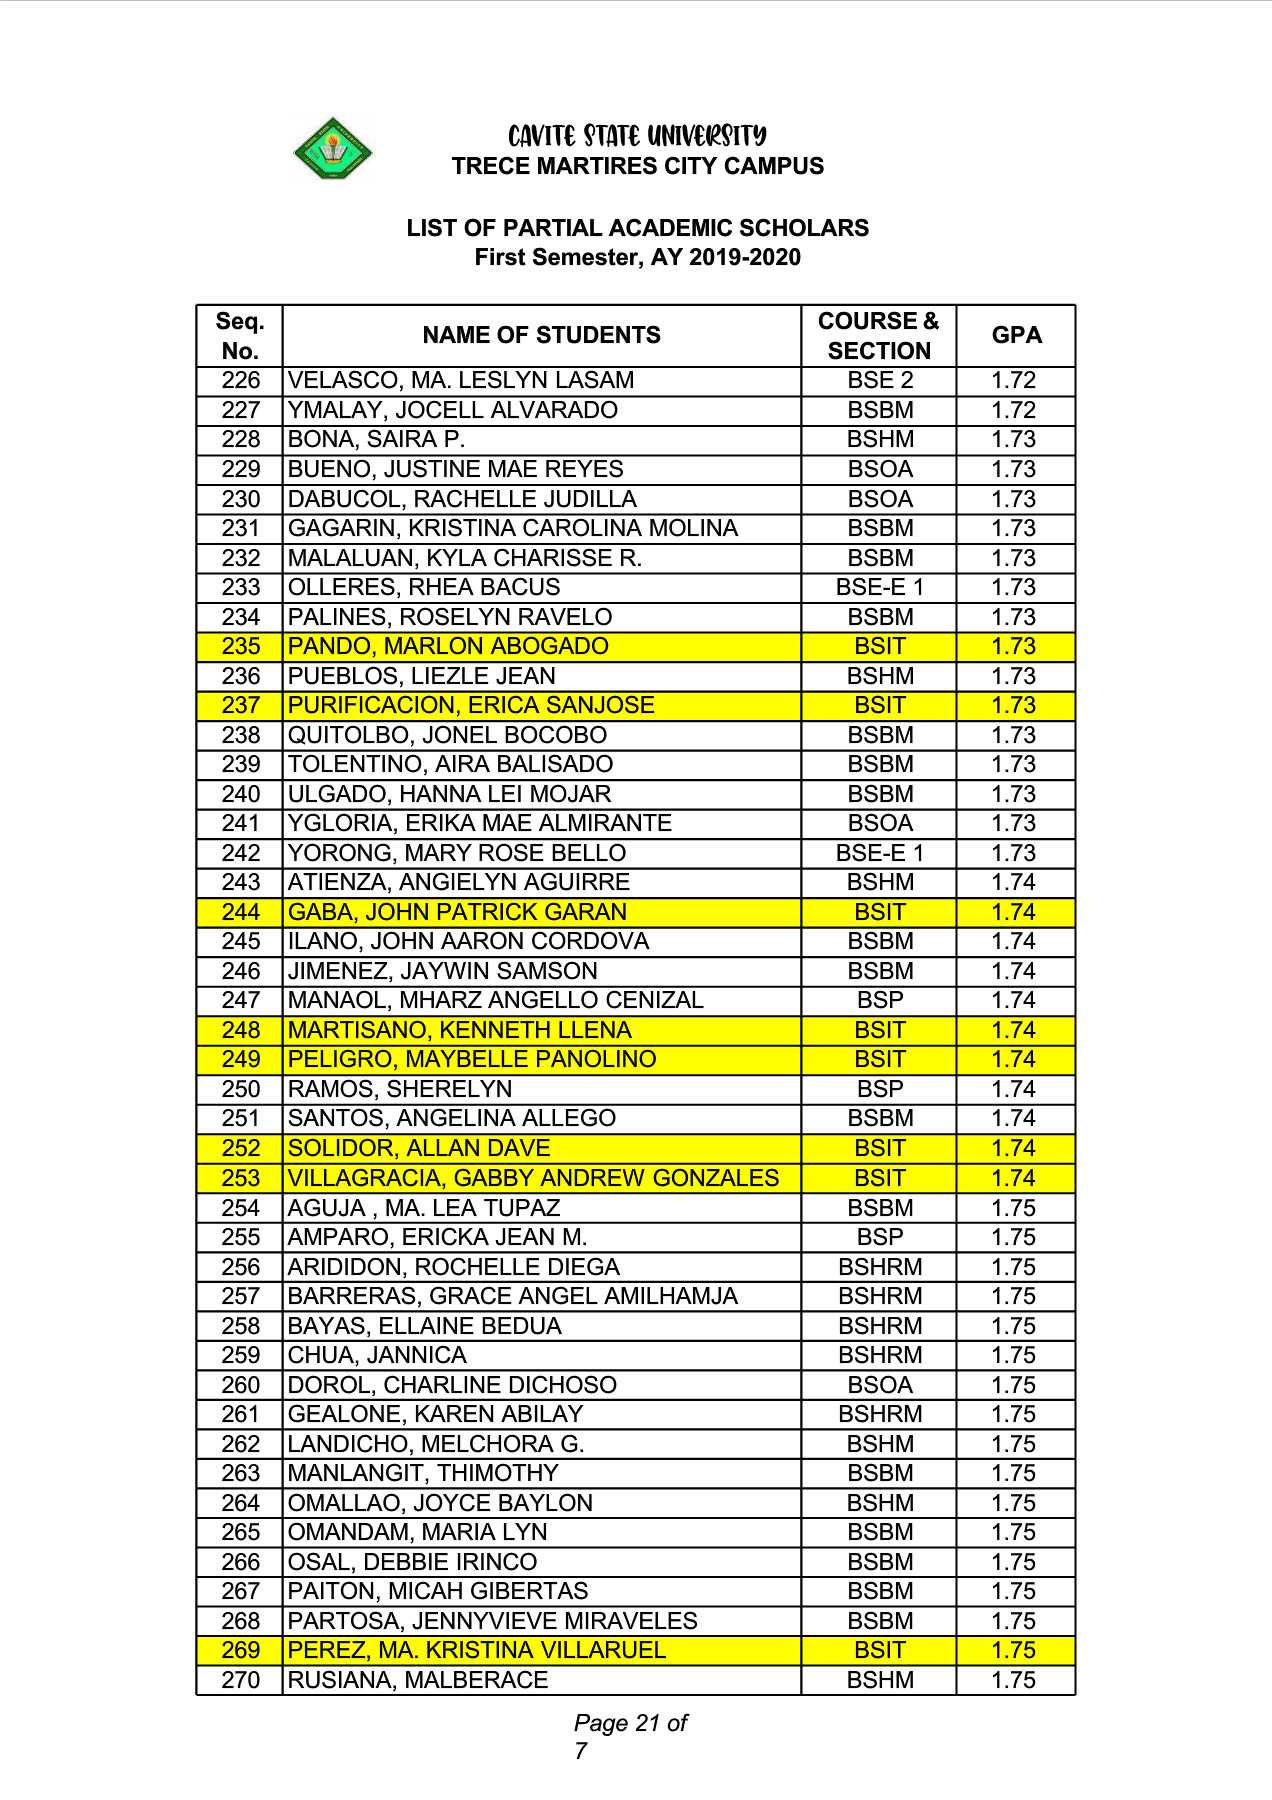 CAVITE STATE UNIVERSITY
TRECE MARTIRES CITY CAMPUS
LIST OF PARTIAL ACADEMIC SCHOLARS
First Semester, AY 2019-2020
Seq. No. NAME OF STUDENTS COURSE & SECTION GPA
226 VELASCO, MA. LESLYN LASAM BSE 2 1.72
227 YMALAY, JOCELL ALVARADO BSBM 1.72
228 BONA, SAIRA P. BSHM 1.73
229 BUENO, JUSTINE MAE REYES BSOA 1.73
230 DABUCOL, RACHELLE JUDILLA BSOA 1.73
231 GAGARIN, KRISTINA CAROLINA MOLINA BSBM 1.73
232 MALALUAN, KYLA CHARISSE R. BSBM 1.73
233 OLLERES, RHEA BACUS BSE-E 1 1.73
234 PALINES, ROSELYN RAVELO BSBM 1.73
235 PANDO, MARLON ABOGADO BSIT 1.73
236 PUEBLOS, LIEZLE JEAN BSHM 1.73
237 PURIFICACION, ERICA SANJOSE BSIT 1.73
238 QUITOLBO, JONEL BOCOBO BSBM 1.73
239 TOLENTINO, AIRA BALISADO BSBM 1.73
240 ULGADO, HANNA LEI MOJAR BSBM 1.73
241 YGLORIA, ERIKA MAE ALMIRANTE BSOA 1.73
242 YORONG, MARY ROSE BELLO BSE-E 1 1.73
243 ATIENZA, ANGIELYN AGUIRRE BSHM 1.74
244 GABA, JOHN PATRICK GARAN BSIT 1.74
245 ILANO, JOHN AARON CORDOVA BSBM 1.74
246 JIMENEZ, JAYWIN SAMSON BSBM 1.74
247 MANAOL, MHARZ ANGELLO CENIZAL BSP 1.74
248 MARTISANO, KENNETH LLENA BSIT 1.74
249 PELIGRO, MAYBELLE PANOLINO BSIT 1.74
250 RAMOS, SHERELYN BSP 1.74
251 SANTOS, ANGELINA ALLEGO BSBM 1.74
252 SOLIDOR, ALLAN DAVE BSIT 1.74
253 VILLAGRACIA, GABBY ANDREW GONZALES BSIT 1.74
254 AGUJA , MA. LEA TUPAZ BSBM 1.75
255 AMPARO, ERICKA JEAN M. BSP 1.75
256 ARIDIDON, ROCHELLE DIEGA BSHRM 1.75
257 BARRERAS, GRACE ANGEL AMILHAMJA BSHRM 1.75
258 BAYAS, ELLAINE BEDUA BSHRM 1.75
259 CHUA, JANNICA BSHRM 1.75
260 DOROL, CHARLINE DICHOSO BSOA 1.75
261 GEALONE, KAREN ABILAY BSHRM 1.75
262 LANDICHO, MELCHORA G. BSHM 1.75
263 MANLANGIT, THIMOTHY BSBM 1.75
264 OMALLAO, JOYCE BAYLON BSHM 1.75
265 OMANDAM, MARIA LYN BSBM 1.75
266 OSAL, DEBBIE IRINCO BSBM 1.75
267 PAITON, MICAH GIBERTAS BSBM 1.75
268 PARTOSA, JENNYVIEVE MIRAVELES BSBM 1.75
269 PEREZ, MA. KRISTINA VILLARUEL BSIT 1.75
270 RUSIANA, MALBERACE BSHM 1.75
Page 21 of
7